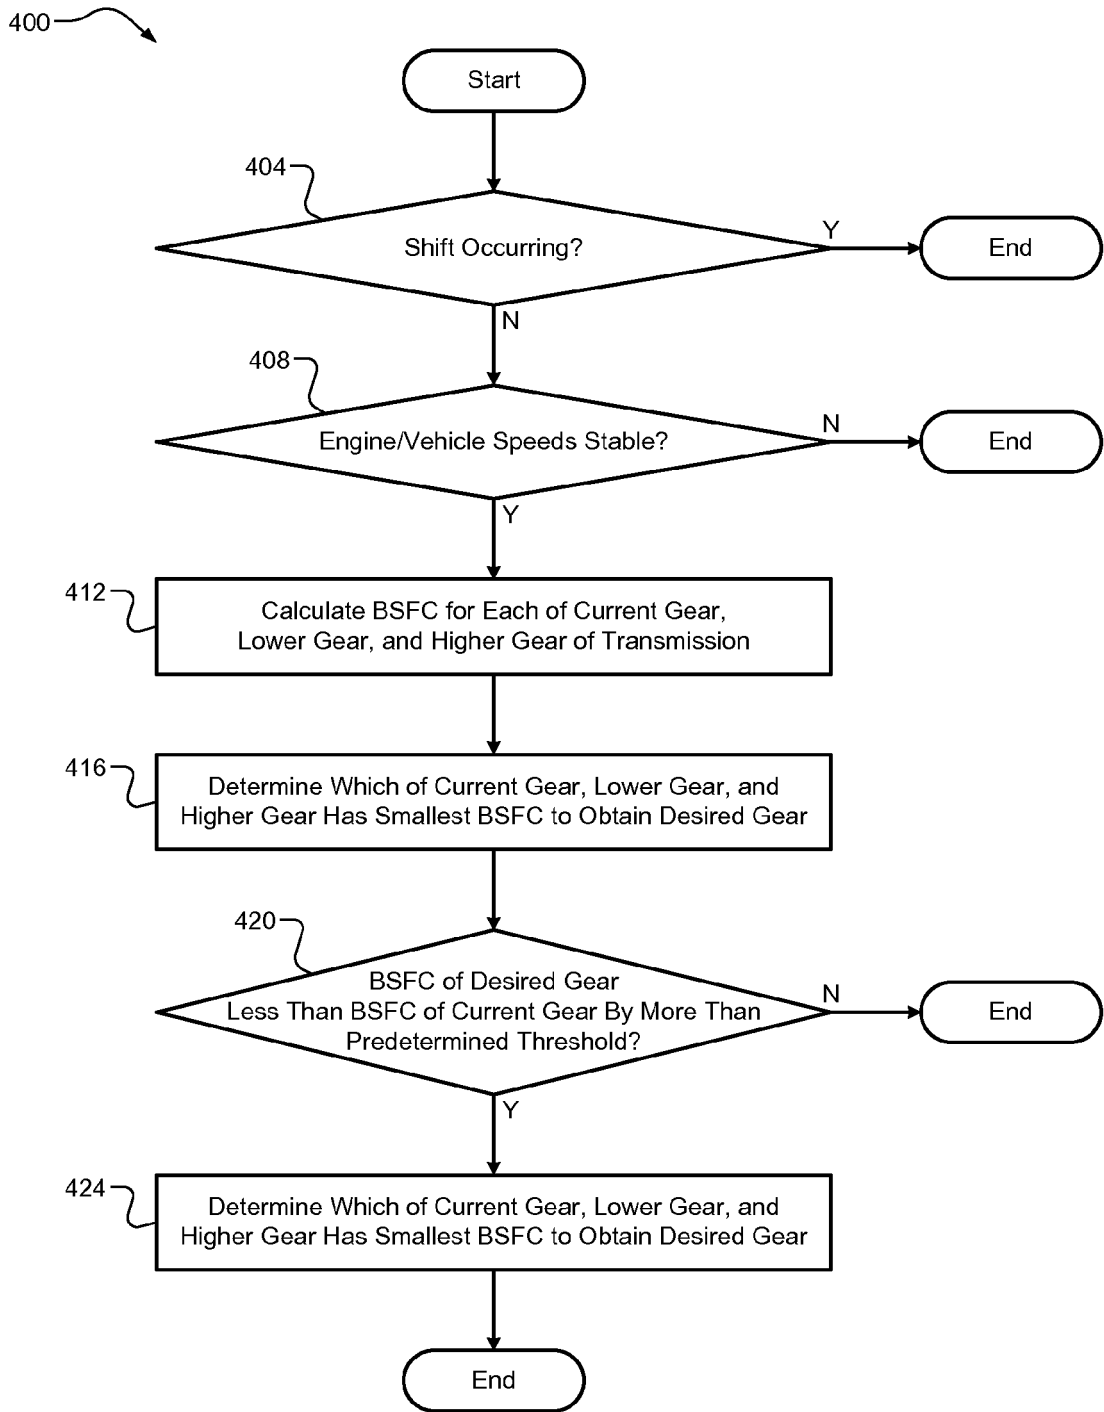 400
Start
404
Shift Occurring?
Y
End
N
408
Engine/Vehicle Speeds Stable?
N
End
Y
412
Calculate BSFC for Each of Current Gear,
Lower Gear, and Higher Gear of Transmission
416
Determine Which of Current Gear, Lower Gear, and
Higher Gear Has Smallest BSFC to Obtain Desired Gear
420
BSFC of Desired Gear
Less Than BSFC of Current Gear By More Than
Predetermined Threshold?
N
End
Y
424
Determine Which of Current Gear, Lower Gear, and
Higher Gear Has Smallest BSFC to Obtain Desired Gear
End